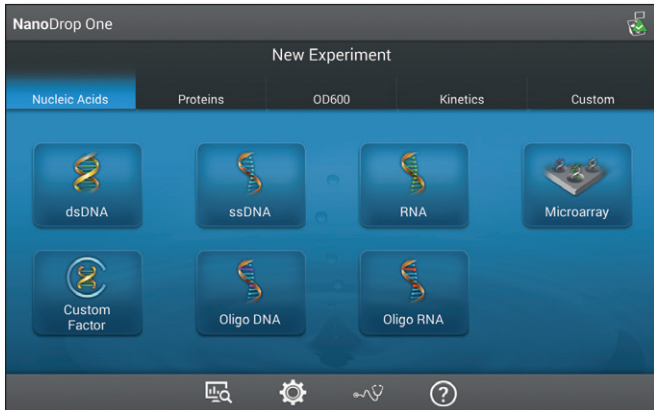 NanoDrop One
New Experiment
Nucleic Acids
Proteins
OD600
Kinetics
Custom
dsDNA
ssDNA
RNA
Microarray
Custom
Factor
Oligo DNA
Oligo RNA
?